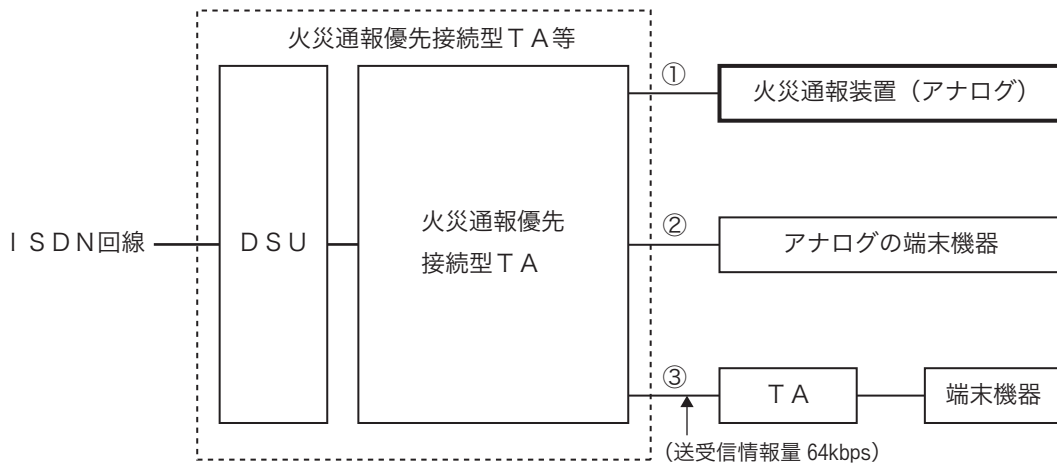 火災通報優先接続型ＴＡ等
①
火災通報装置（アナログ）
ＩＳＤＮ回線
ＤＳＵ
火災通報優先
接続型ＴＡ
②
アナログの端末機器
③
ＴＡ
端末機器
（送受信情報量 64kbps）